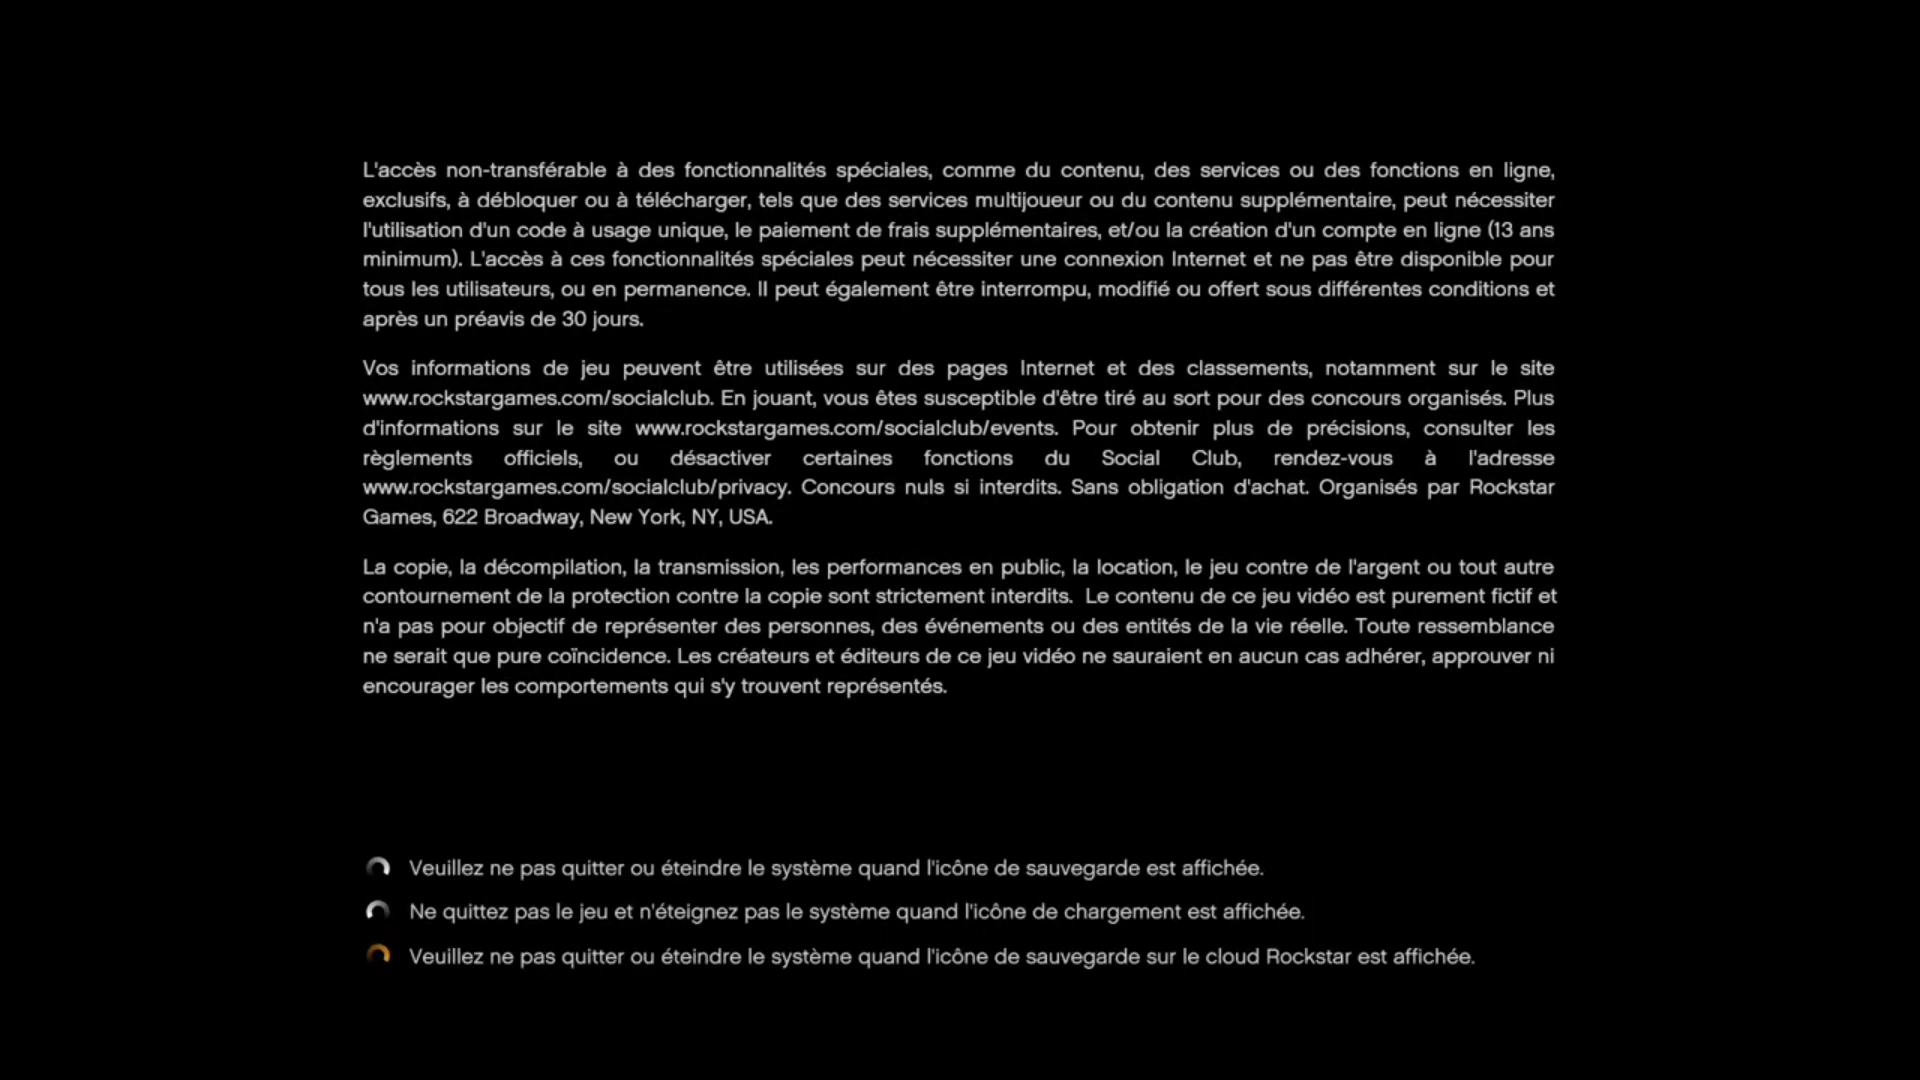 L'accès non-transférable à des fonctionnalités spéciales, comme du contenu, des services ou des fonctions en ligne,
exclusifs, à débloquer ou à télécharger, tels que des services multijoueur ou du contenu supplémentaire, peut nécessiter
l'utilisation d'un code à usage unique, le paiement de frais supplémentaires, et/ou la création d'un compte en ligne (13 ans
minimum). L'accès à ces fonctionnalités spéciales peut nécessiter une connexion Internet et ne pas être disponible pour
tous les utilisateurs, ou en permanence. Il peut également être interrompu, modifié ou offert sous différentes conditions et
après un préavis de 30 jours.
Vos informations de jeu peuvent être utilisées sur des pages Internet et des classements, notamment sur le site
www.rockstargames.com/socialclub. En jouant, vous êtes susceptible d'être tiré au sort pour des concours organisés. Plus
d'informations sur le site www.rockstargames.com/socialclub/events. Pour obtenir plus de précisions, consulter les
règlements officiels, ou désactiver certaines fonctions du Social Club, rendez-vous à l'adresse
www.rockstargames.com/socialclub/privacy. Concours nuls si interdits. Sans obligation d'achat. Organisés par Rockstar
Games, 622 Broadway, New York, NY, USA.
La copie, la décompilation, la transmission, les performances en public, la location, le jeu contre de l'argent ou tout autre
contournement de la protection contre la copie sont strictement interdits. Le contenu de ce jeu vidéo est purement fictif et
n'a pas pour objectif de représenter des personnes, des événements ou des entités de la vie réelle. Toute ressemblance
ne serait que pure coïncidence. Les créateurs et éditeurs de ce jeu vidéo ne sauraient en aucun cas adhérer, approuver ni
encourager les comportements qui s'y trouvent représentés.
Veuillez ne pas quitter ou éteindre le système quand l'icône de sauvegarde est affichée.
Ne quittez pas le jeu et n'éteignez pas le système quand l'icône de chargement est affichée.
Veuillez ne pas quitter ou éteindre le système quand l'icône de sauvegarde sur le cloud Rockstar est affichée.